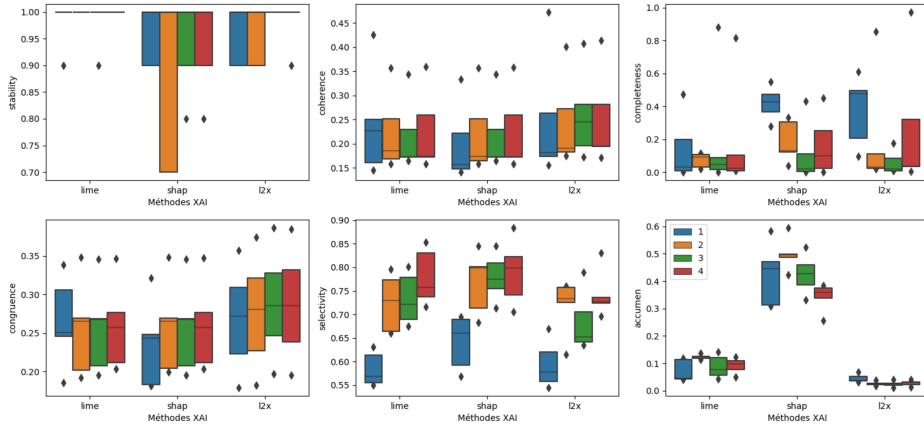 stability
1.00
0.95
0.90
0.85
0.80
0.75
0.70
lime shap l2x
Méthodes XAI
coherence
0.45
0.40
0.35
0.30
0.25
0.20
0.15
lime shap l2x
Méthodes XAI
completeness
1.0
0.8
0.6
0.4
0.2
0.0
lime shap l2x
Méthodes XAI
congruence
0.35
0.30
0.25
0.20
lime shap l2x
Méthodes XAI
selectivity
0.90
0.85
0.80
0.75
0.70
0.65
0.60
0.55
lime shap l2x
Méthodes XAI
accumen
0.6
0.5
0.4
0.3
0.2
0.1
0.0
1
2
3
4
lime shap l2x
Méthodes XAI